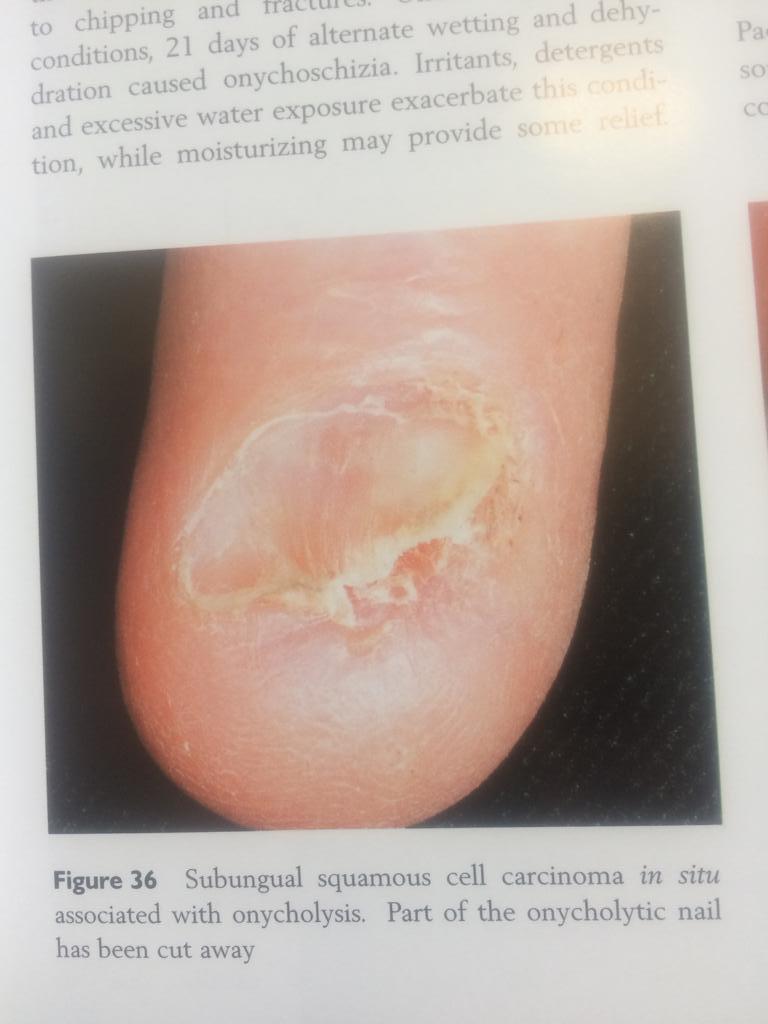 to chipping and fractures.
conditions, 21 days of alternate wetting and dehy-
dration caused onychoschizia. Irritants, detergents
and excessive water exposure exacerbate this condi-
tion, while moisturizing may provide some relief.
Figure 36 Subungual squamous cell carcinoma in situ
associated with onycholysis. Part of the onycholytic nail
has been cut away